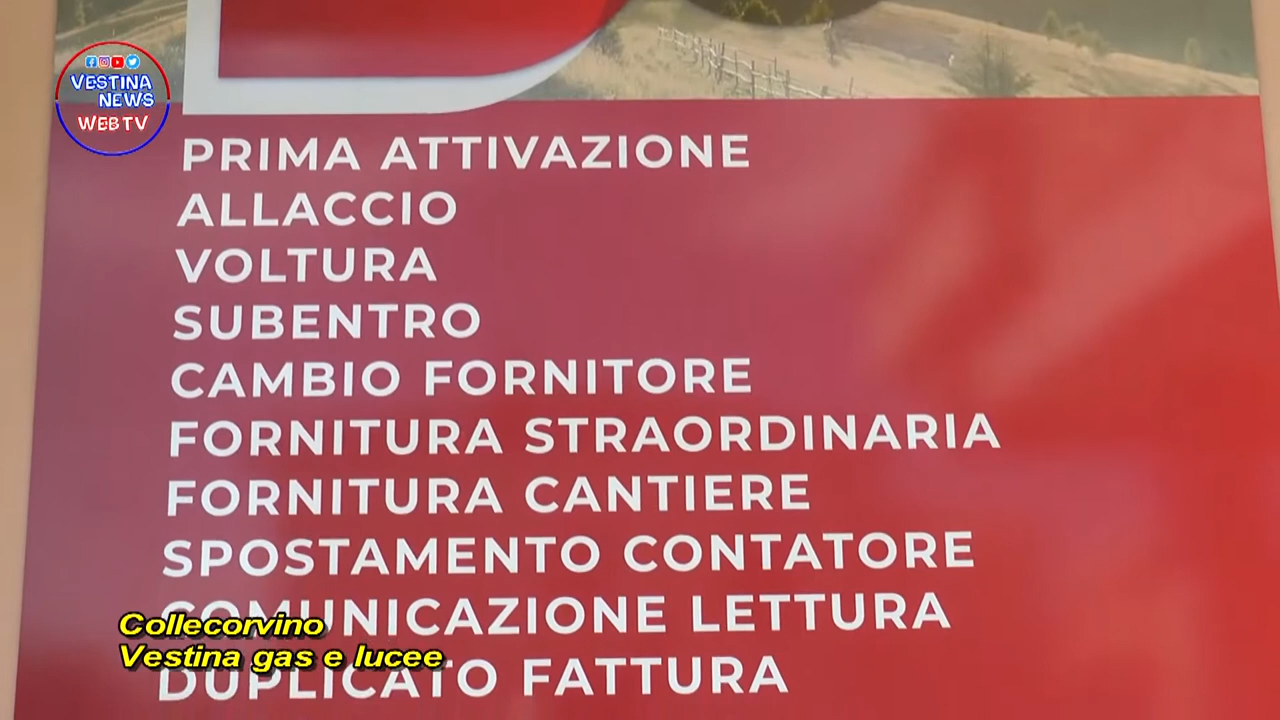 VESTINA
NEWS
WEBTV
PRIMA ATTIVAZIONE
ALLACCIO
VOLTURA
SUBENTRO
CAMBIO FORNITORE
FORNITURA STRAORDINARIA
FORNITURA CANTIERE
SPOSTAMENTO CONTATORE
COMUNICAZIONE LETTURA
DUPLICATO FATTURA
Collecorvino
Vestina gas e lucee